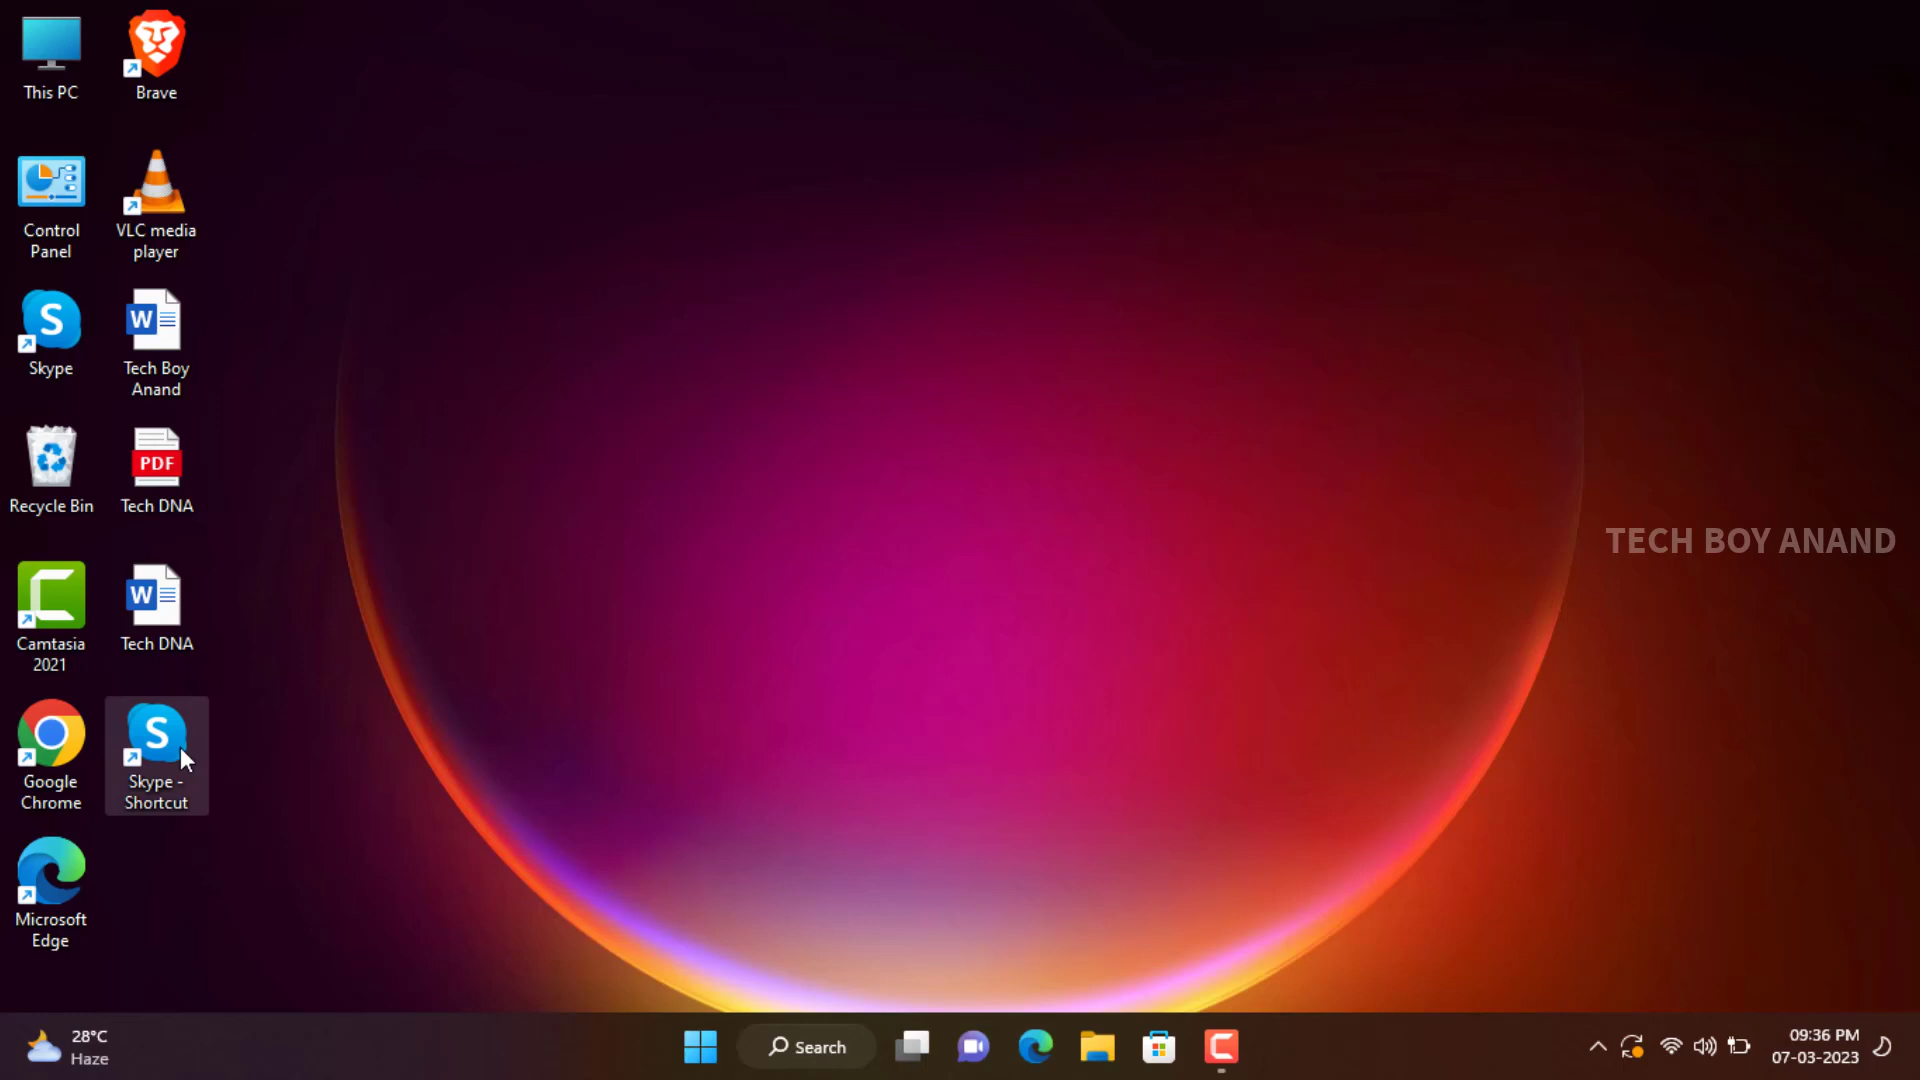 This PC
Brave
Control
Panel
VLC media
player
S
Skype
W
Tech Boy
Anand
Recycle Bin
PDF
Tech DNA
TECH BOY ANAND
Camtasia
2021
W
Tech DNA
Google
Chrome
S
Skype -
Shortcut
Microsoft
Edge
28°C
Haze
Search
09:36 PM
07-03-2023